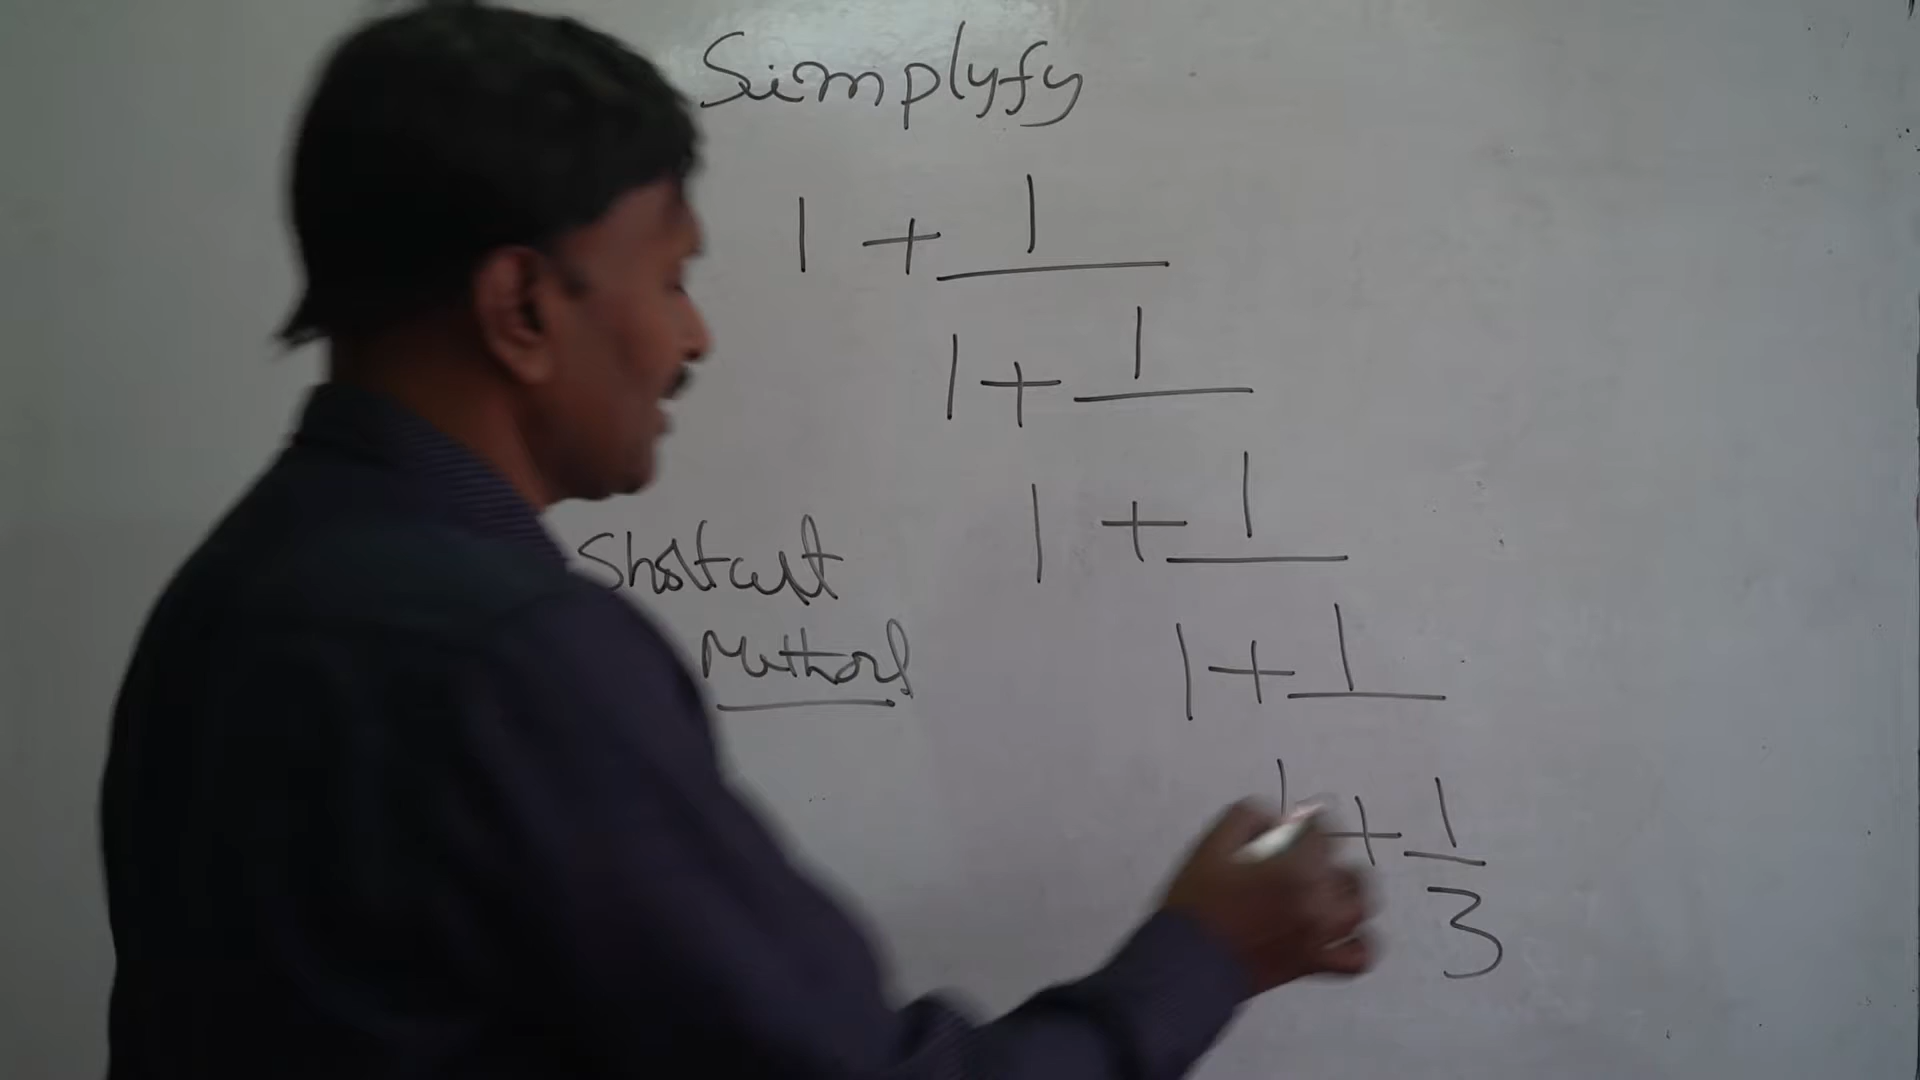 Simplyfy
1 + 1
1 + 1
1 + 1
Shortcut
Method
1 + 1
1 + 1
3